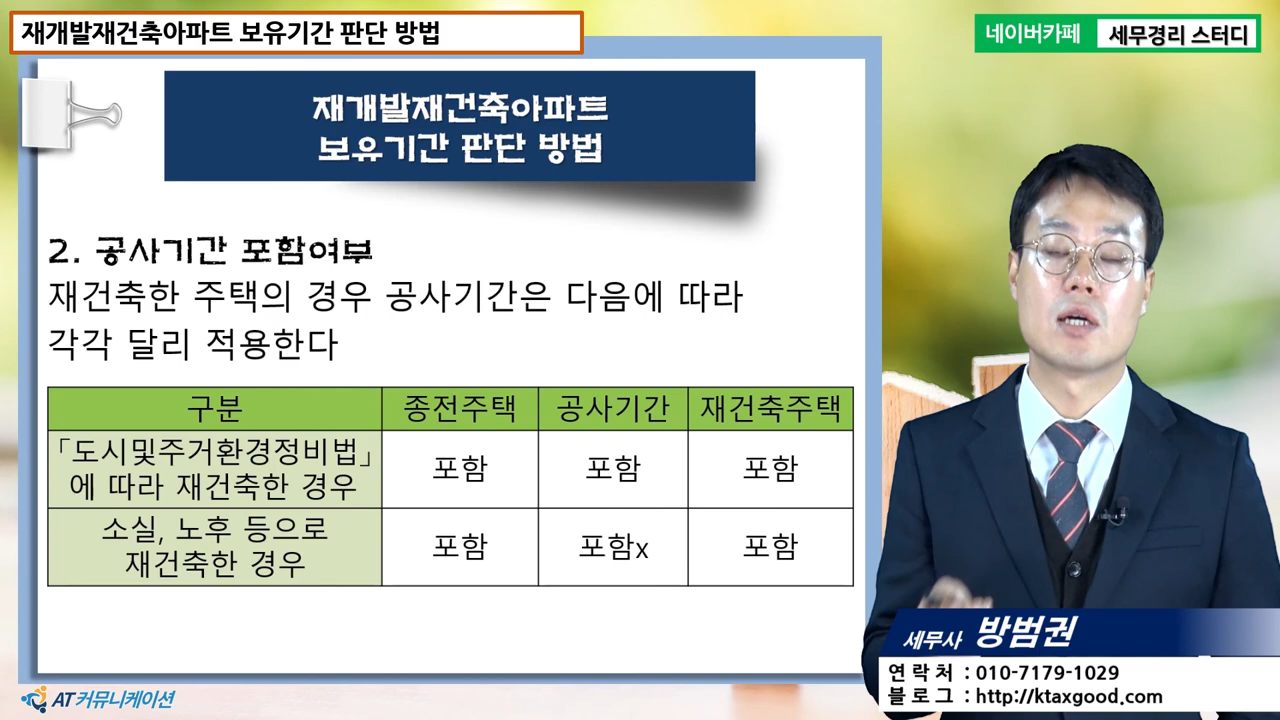 재개발재건축아파트 보유기간 판단 방법
네이버카페 세무경리 스터디
재개발재건축아파트
보유기간 판단 방법
2. 공사기간 포함여부
재건축한 주택의 경우 공사기간은 다음에 따라
각각 달리 적용한다
구분 종전주택 공사기간 재건축주택
「도시및주거환경정비법」
에 따라 재건축한 경우 포함 포함 포함
소실, 노후 등으로
재건축한 경우 포함 포함x 포함
세무사 방범권
연락처 : 010-7179-1029
블로그 : http://ktaxgood.com
AT커뮤니케이션